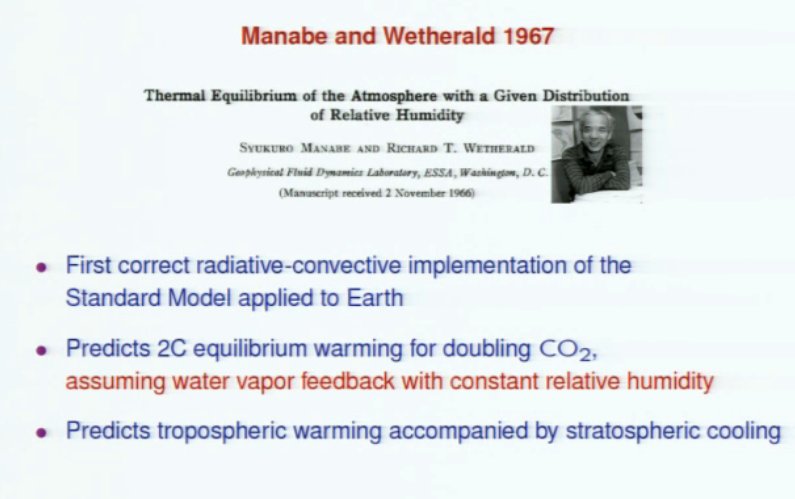 Manabe and Wetherald 1967
Thermal Equilibrium of the Atmosphere with a Given Distribution
of Relative Humidity
SYUKURO MANABE AND RICHARD T. WETHERALD
Geophysical Fluid Dynamics Laboratory, ESSA, Washington, D. C.
(Manuscript received 2 November 1966)
• First correct radiative-convective implementation of the
Standard Model applied to Earth
• Predicts 2C equilibrium warming for doubling CO₂,
assuming water vapor feedback with constant relative humidity
• Predicts tropospheric warming accompanied by stratospheric cooling